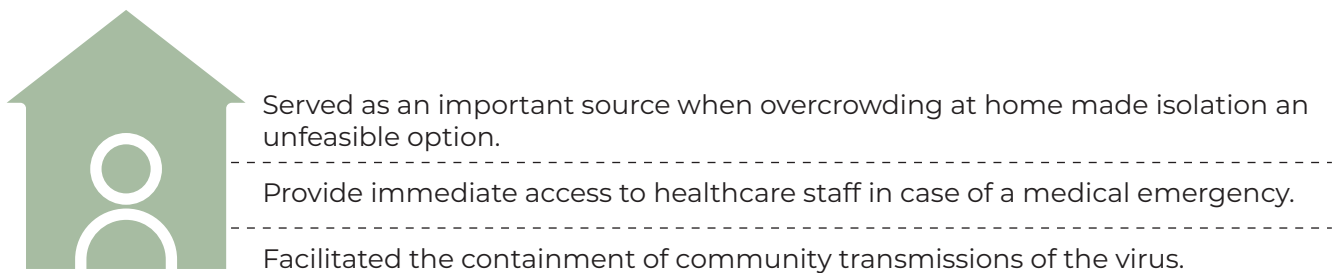 Served as an important source when overcrowding at home made isolation an
unfeasible option.
Provide immediate access to healthcare staff in case of a medical emergency.
Facilitated the containment of community transmissions of the virus.